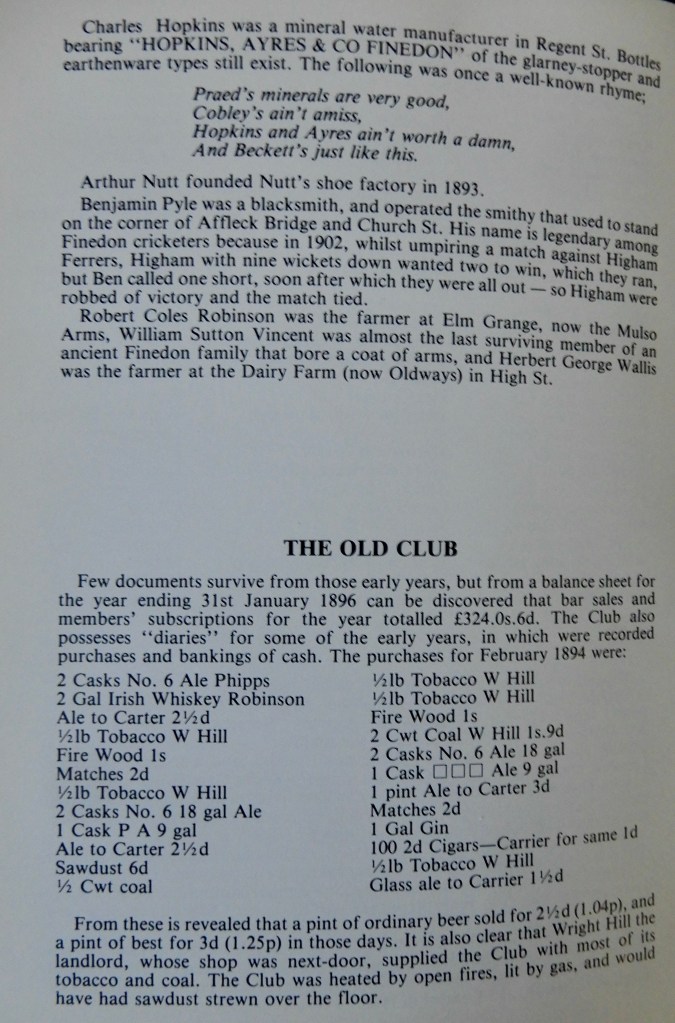 Charles Hopkins was a mineral water manufacturer in Regent St. Bottles
bearing "HOPKINS, AYRES & CO FINEDON" of the glarney-stopper and
earthenware types still exist. The following was once a well-known rhyme;
Praed's minerals are very good,
Cobley's ain't amiss,
Hopkins and Ayres ain't worth a damn,
And Beckett's just like this.
Arthur Nutt founded Nutt's shoe factory in 1893.
Benjamin Pyle was a blacksmith, and operated the smithy that used to stand
on the corner of Affleck Bridge and Church St. His name is legendary among
Finedon cricketers because in 1902, whilst umpiring a match against Higham
Ferrers, Higham with nine wickets down wanted two to win, which they ran,
but Ben called one short, soon after which they were all out — so Higham were
robbed of victory and the match tied.
Robert Coles Robinson was the farmer at Elm Grange, now the Mulso
Arms, William Sutton Vincent was almost the last surviving member of an
ancient Finedon family that bore a coat of arms, and Herbert George Wallis
was the farmer at the Dairy Farm (now Oldways) in High St.
THE OLD CLUB
Few documents survive from those early years, but from a balance sheet for
the year ending 31st January 1896 can be discovered that bar sales and
members' subscriptions for the year totalled £324.0s.6d. The Club also
possesses "diaries" for some of the early years, in which were recorded
purchases and bankings of cash. The purchases for February 1894 were:
2 Casks No. 6 Ale Phipps
2 Gal Irish Whiskey Robinson
Ale to Carter 2½d
½lb Tobacco W Hill
Fire Wood 1s
Matches 2d
½lb Tobacco W Hill
2 Casks No. 6 18 gal Ale
1 Cask P A 9 gal
Ale to Carter 2½d
Sawdust 6d
½ Cwt coal
½lb Tobacco W Hill
½lb Tobacco W Hill
Fire Wood 1s
2 Cwt Coal W Hill 1s.9d
2 Casks No. 6 Ale 18 gal
1 Cask □□□ Ale 9 gal
1 pint Ale to Carter 3d
Matches 2d
1 Gal Gin
100 2d Cigars—Carrier for same 1d
½lb Tobacco W Hill
Glass ale to Carrier 1½d
From these is revealed that a pint of ordinary beer sold for 2½d (1.04p), and
a pint of best for 3d (1.25p) in those days. It is also clear that Wright Hill the
landlord, whose shop was next-door, supplied the Club with most of its
tobacco and coal. The Club was heated by open fires, lit by gas, and would
have had sawdust strewn over the floor.